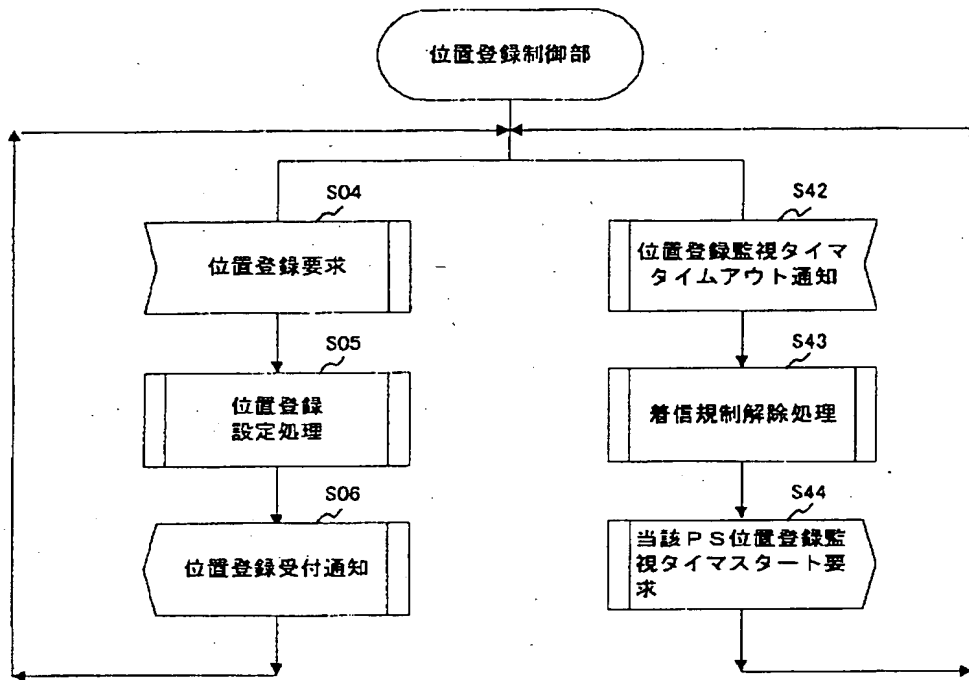 位置登録制御部
S04
位置登録要求
S05
位置登録
設定処理
S06
位置登録受付通知
S42
位置登録監視タイマ
タイムアウト通知
S43
着信規制解除処理
S44
当該PS位置登録監
視タイマスタート要
求